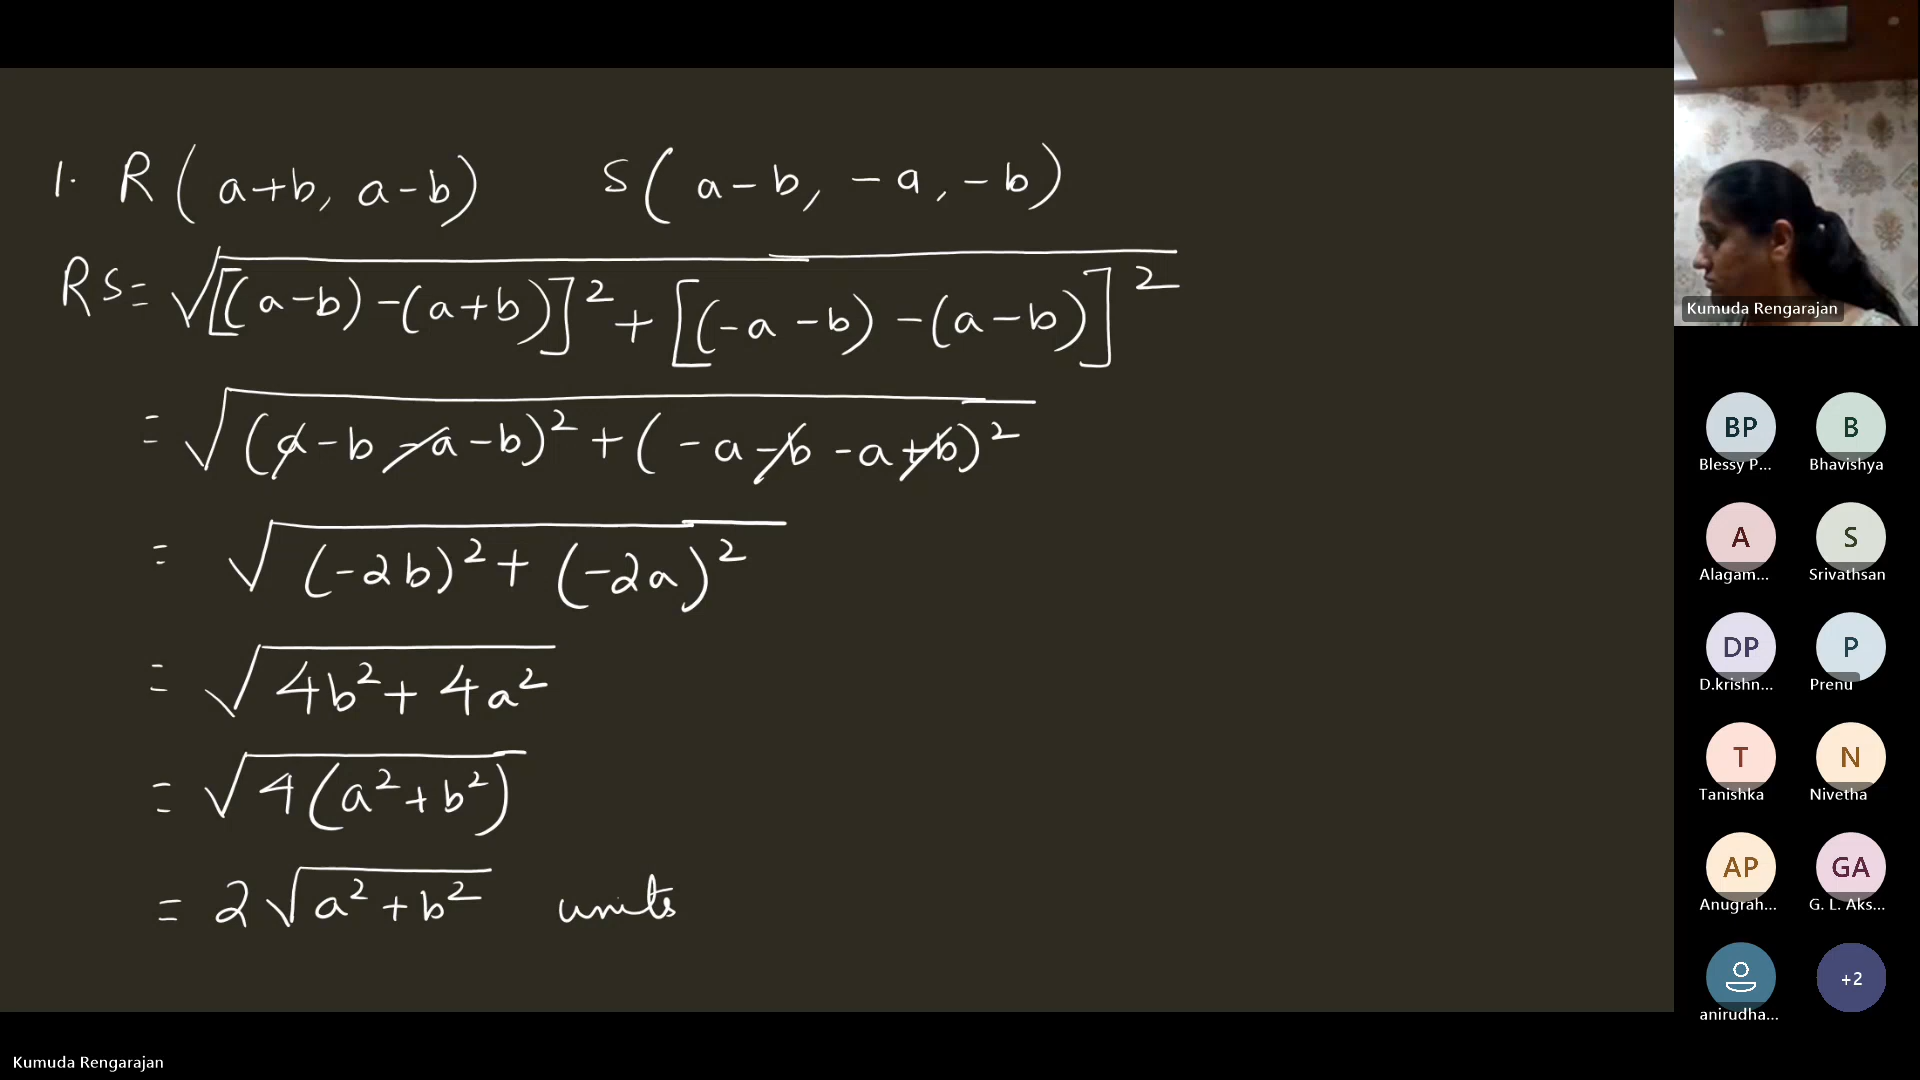 1. R(a+b, a-b) S(a-b, -a, -b)
RS = √[(a-b)-(a+b)]² + [(-a-b)-(a-b)]²
= √(a-b-a-b)² + (-a-b-a+b)²
= √(-2b)² + (-2a)²
= √4b² + 4a²
= √4(a²+b²)
= 2√a²+b² units
Kumuda Rengarajan
BP
Blessy P...
B
Bhavishya
A
Alagam...
S
Srivathsan
DP
D.krishn...
P
Prenu
T
Tanishka
N
Nivetha
AP
Anugrah...
GA
G. L. Aks...
anirudha...
+2
Kumuda Rengarajan